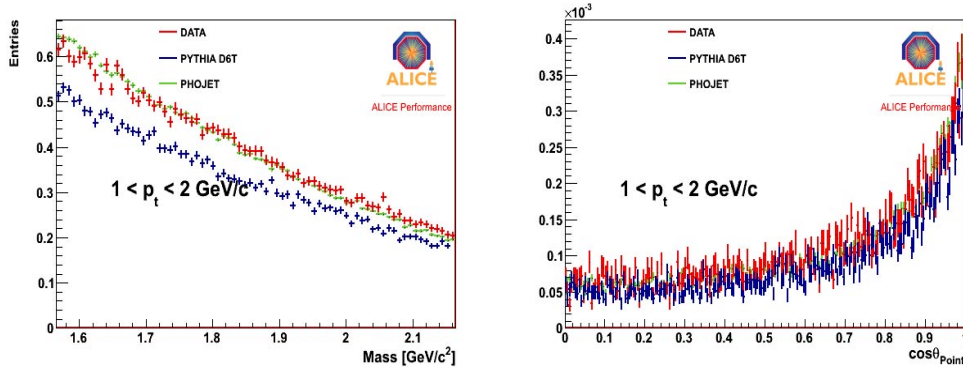 Entries
0.6
0.5
0.4
0.3
0.2
0.1
0
DATA
PYTHIA D6T
PHOJET
ALICE
ALICE Performance
1 < pt < 2 GeV/c
1.6 1.7 1.8 1.9 2 2.1
Mass [GeV/c²]
×10⁻³
0.4
0.35
0.3
0.25
0.2
0.15
0.1
0.05
0
DATA
PYTHIA D6T
PHOJET
ALICE
ALICE Performanc
1 < pt < 2 GeV/c
0 0.1 0.2 0.3 0.4 0.5 0.6 0.7 0.8 0.9 1
cosθPoint